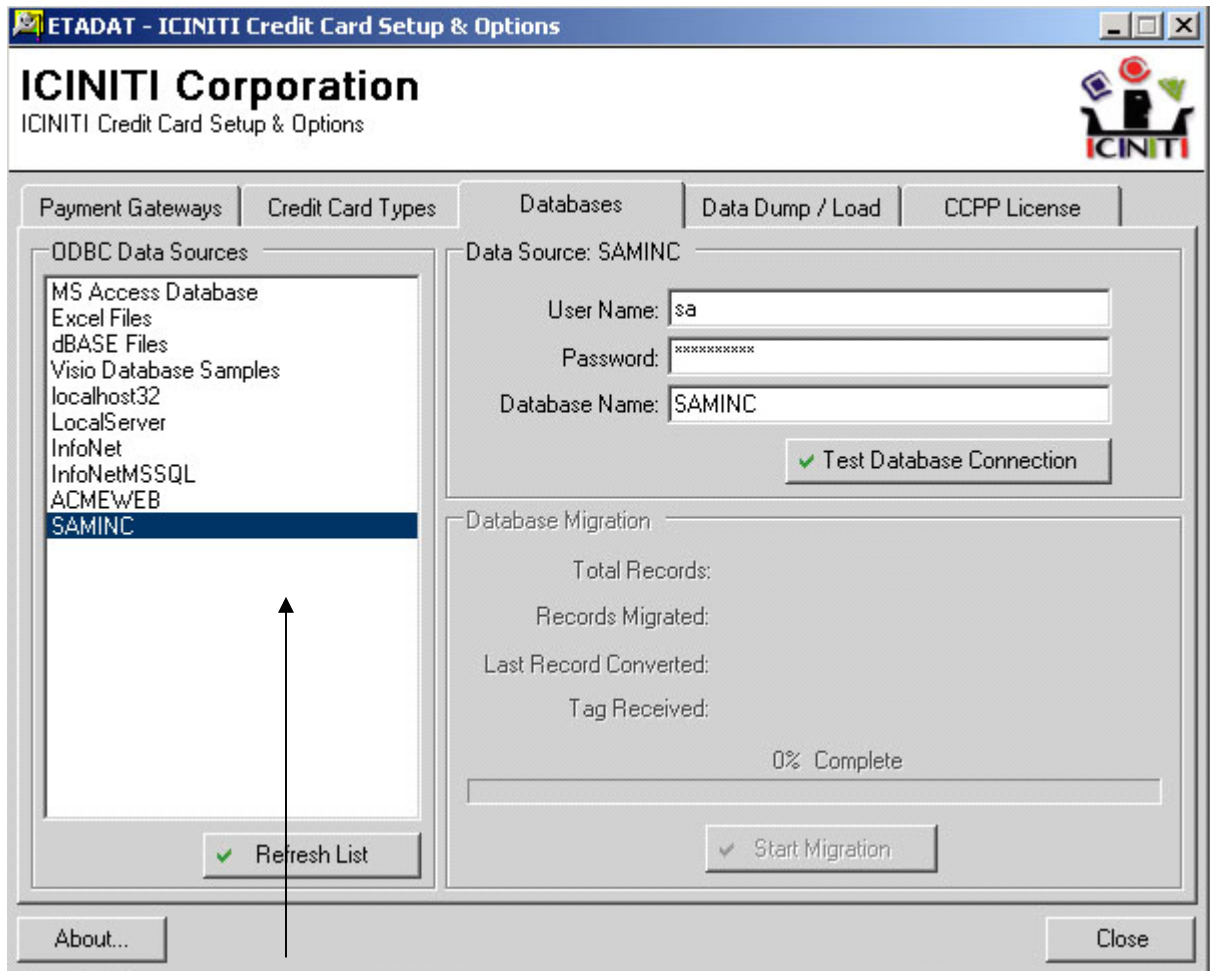 ETADAT - ICINITI Credit Card Setup & Options
ICINITI Corporation
ICINITI Credit Card Setup & Options
ICINITI
Payment Gateways
Credit Card Types
Databases
Data Dump / Load
CCPP License
ODBC Data Sources
MS Access Database
Excel Files
dBASE Files
Visio Database Samples
localhost32
LocalServer
InfoNet
InfoNetMSSQL
ACMEWEB
SAMINC
Refresh List
Data Source: SAMINC
User Name: sa
Password: **********
Database Name: SAMINC
Test Database Connection
Database Migration
Total Records:
Records Migrated:
Last Record Converted:
Tag Received:
0% Complete
Start Migration
About...
Close